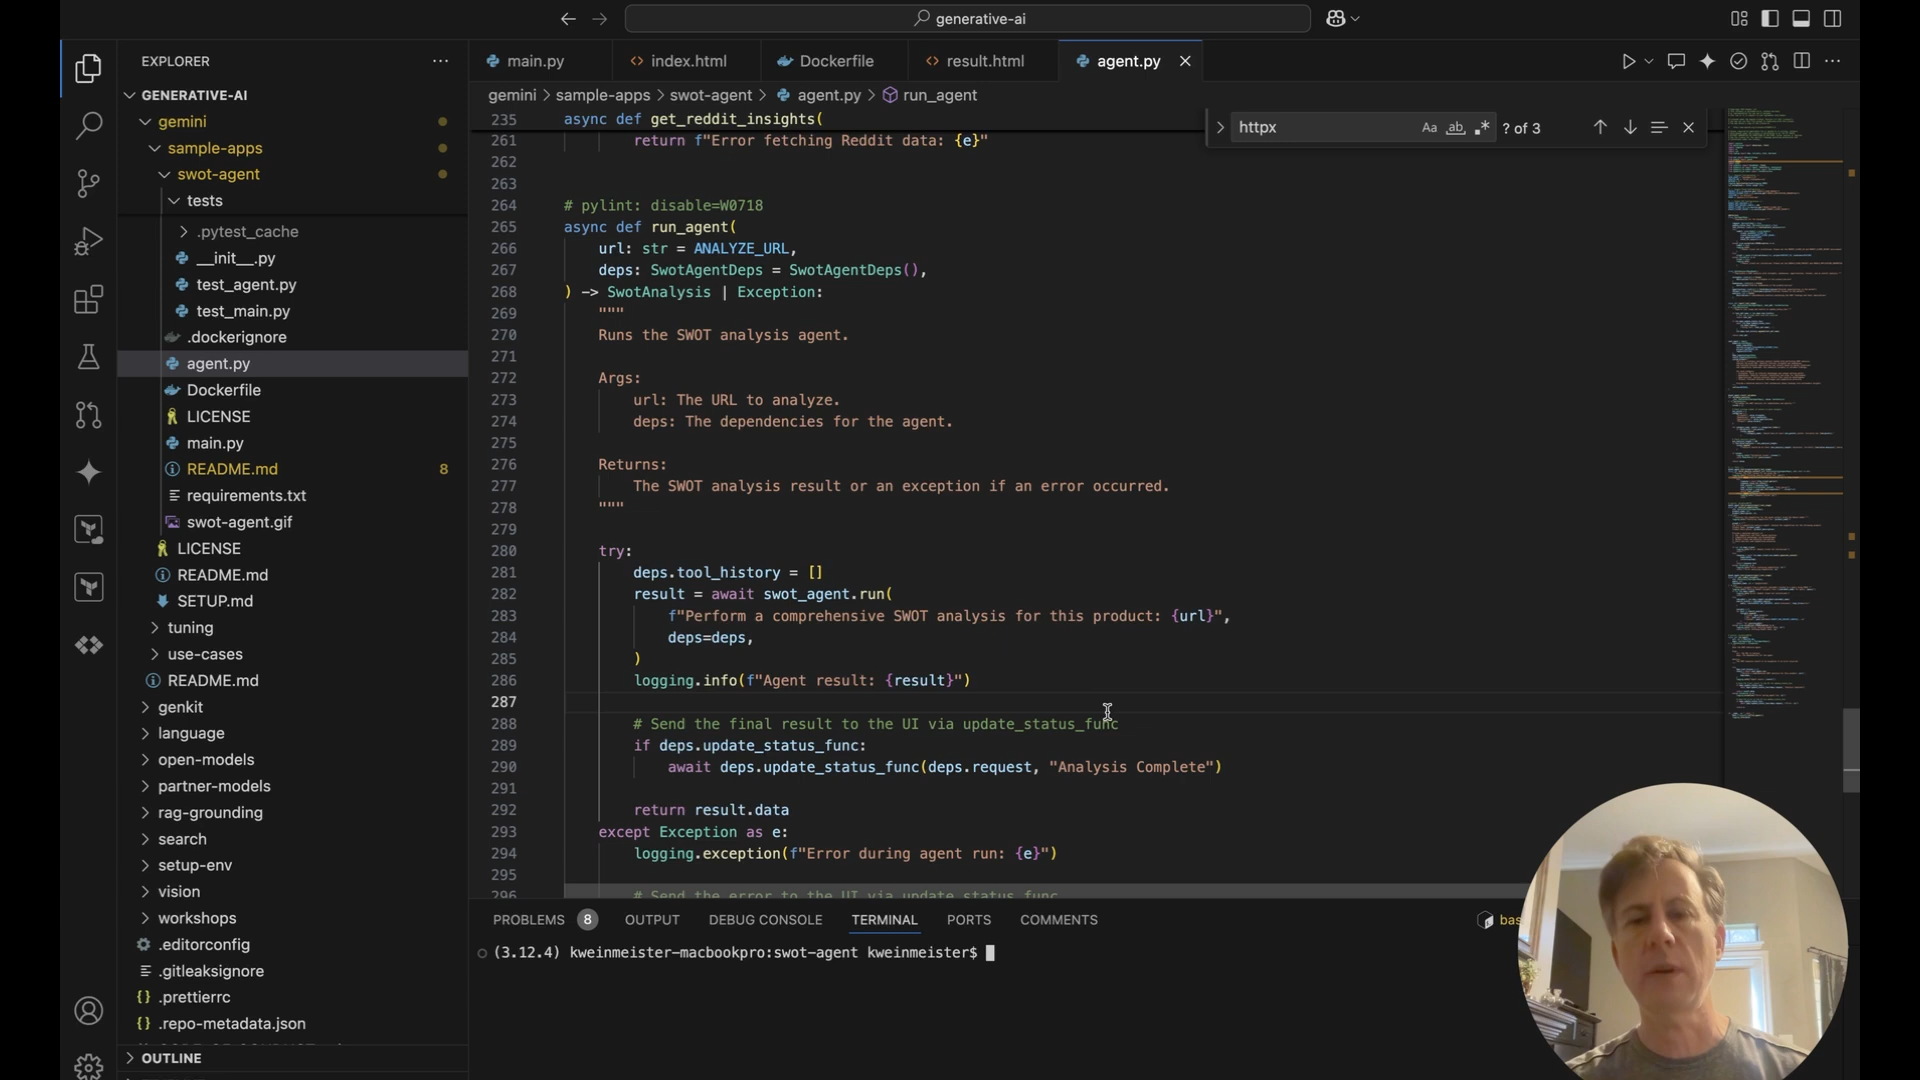 generative-ai
EXPLORER
main.py
index.html
Dockerfile
result.html
agent.py
GENERATIVE-AI
gemini
sample-apps
swot-agent
tests
.pytest_cache
__init__.py
test_agent.py
test_main.py
.dockerignore
agent.py
Dockerfile
LICENSE
main.py
README.md 8
requirements.txt
swot-agent.gif
LICENSE
README.md
SETUP.md
tuning
use-cases
README.md
genkit
language
open-models
partner-models
rag-grounding
search
setup-env
vision
workshops
.editorconfig
.gitleaksignore
.prettierrc
.repo-metadata.json
OUTLINE
gemini > sample-apps > swot-agent > agent.py > run_agent
httpx Aa ab ? of 3
235 async def get_reddit_insights(
261 return f"Error fetching Reddit data: {e}"
262
263
264 # pylint: disable=W0718
265 async def run_agent(
266 url: str = ANALYZE_URL,
267 deps: SwotAgentDeps = SwotAgentDeps(),
268 ) -> SwotAnalysis | Exception:
269 """
270 Runs the SWOT analysis agent.
271
272 Args:
273 url: The URL to analyze.
274 deps: The dependencies for the agent.
275
276 Returns:
277 The SWOT analysis result or an exception if an error occurred.
278 """
279
280 try:
281 deps.tool_history = []
282 result = await swot_agent.run(
283 f"Perform a comprehensive SWOT analysis for this product: {url}",
284 deps=deps,
285 )
286 logging.info(f"Agent result: {result}")
287
288 # Send the final result to the UI via update_status_func
289 if deps.update_status_func:
290 await deps.update_status_func(deps.request, "Analysis Complete")
291
292 return result.data
293 except Exception as e:
294 logging.exception(f"Error during agent run: {e}")
295
296 # Send the error to the UI via update_status_func
PROBLEMS 8 OUTPUT DEBUG CONSOLE TERMINAL PORTS COMMENTS
(3.12.4) kweinmeister-macbookpro:swot-agent kweinmeister$